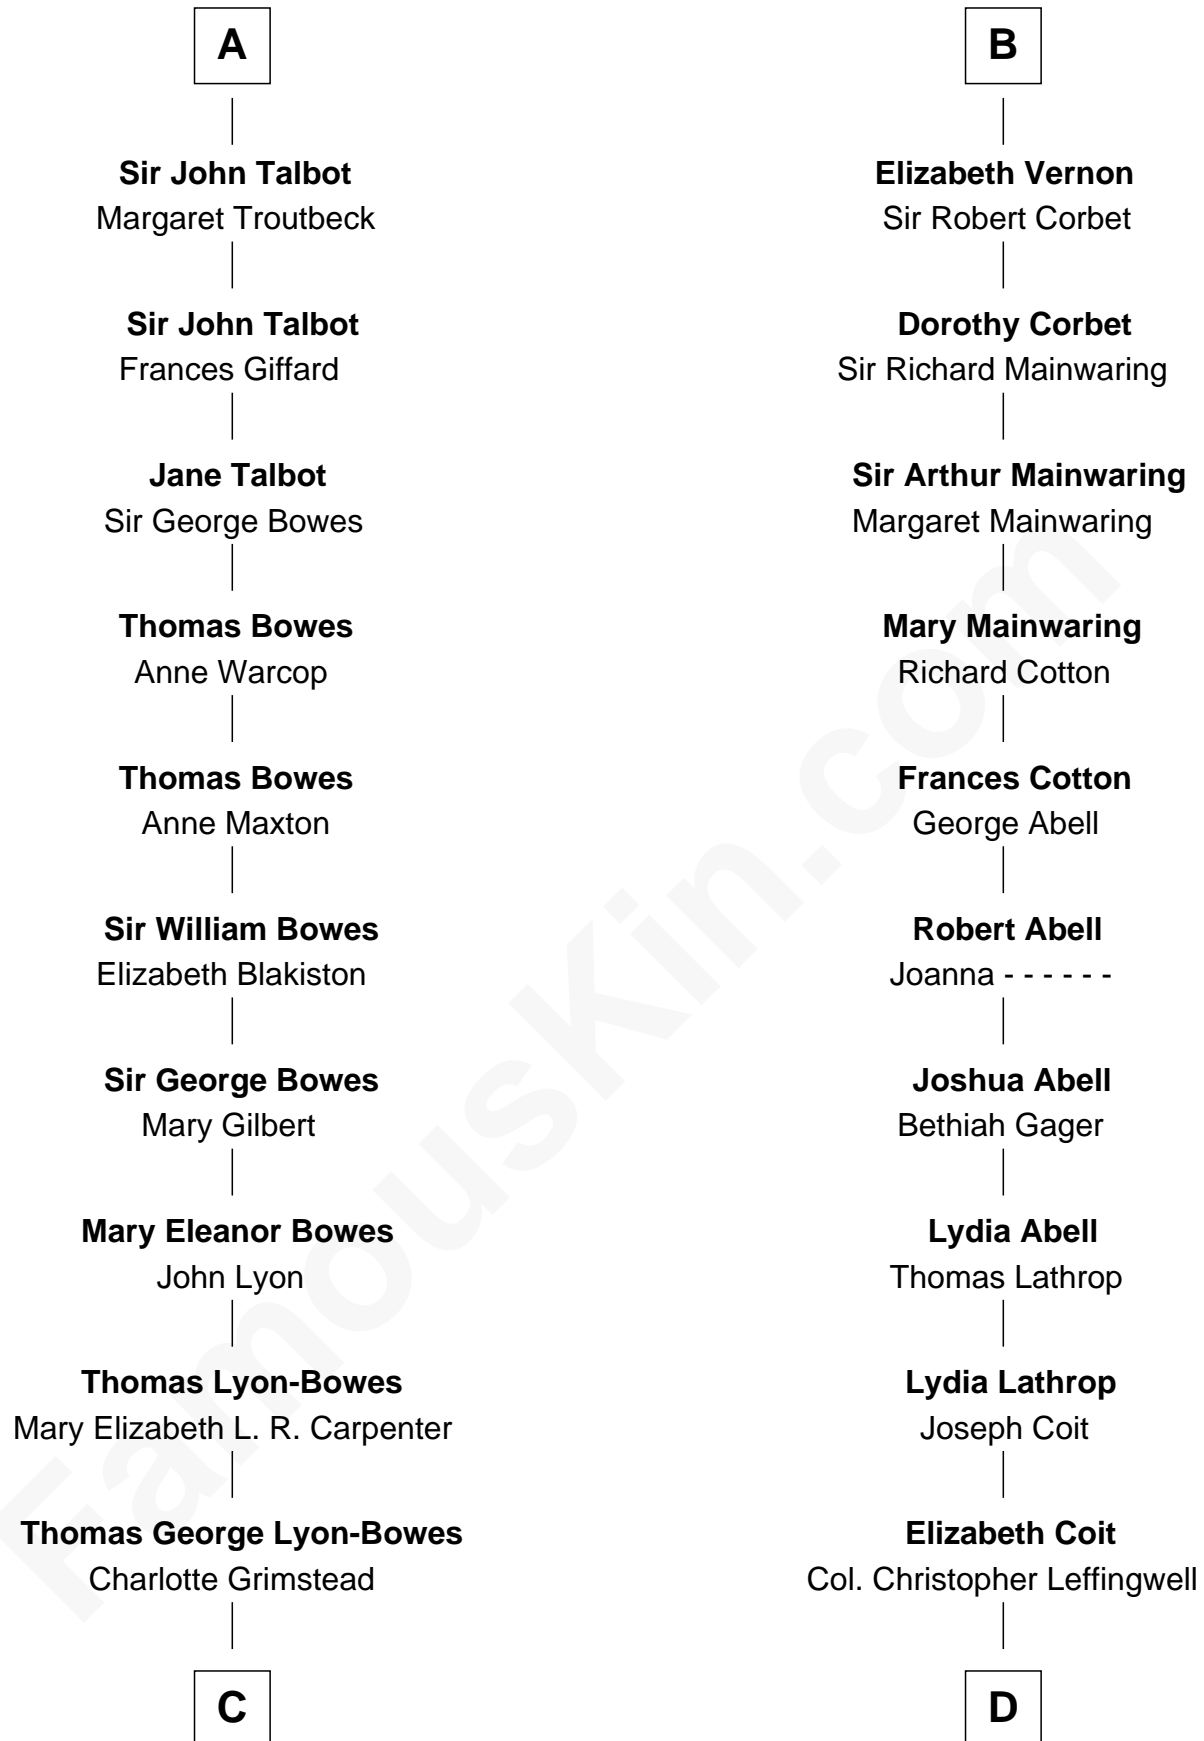 A
Sir John Talbot
Margaret Troutbeck
Sir John Talbot
Frances Giffard
Jane Talbot
Sir George Bowes
Thomas Bowes
Anne Warcop
Thomas Bowes
Anne Maxton
Sir William Bowes
Elizabeth Blakiston
Sir George Bowes
Mary Gilbert
Mary Eleanor Bowes
John Lyon
Thomas Lyon-Bowes
Mary Elizabeth L. R. Carpenter
Thomas George Lyon-Bowes
Charlotte Grimstead
C
B
Elizabeth Vernon
Sir Robert Corbet
Dorothy Corbet
Sir Richard Mainwaring
Sir Arthur Mainwaring
Margaret Mainwaring
Mary Mainwaring
Richard Cotton
Frances Cotton
George Abell
Robert Abell
Joanna - - - - - -
Joshua Abell
Bethiah Gager
Lydia Abell
Thomas Lathrop
Lydia Lathrop
Joseph Coit
Elizabeth Coit
Col. Christopher Leffingwell
D
FamousKin.com